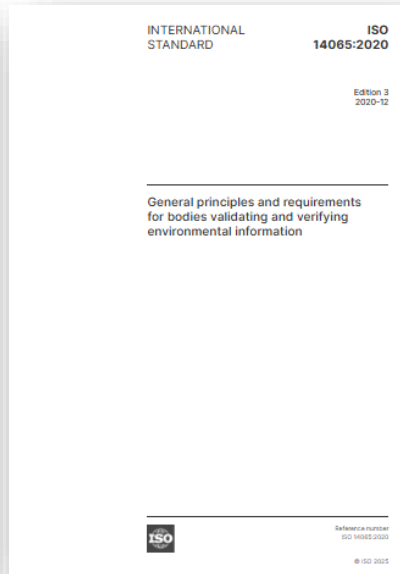 INTERNATIONAL STANDARD
ISO 14065:2020
Edition 3
2020-12
General principles and requirements
for bodies validating and verifying
environmental information
ISO
Reference number
ISO 14065:2020
© ISO 2025